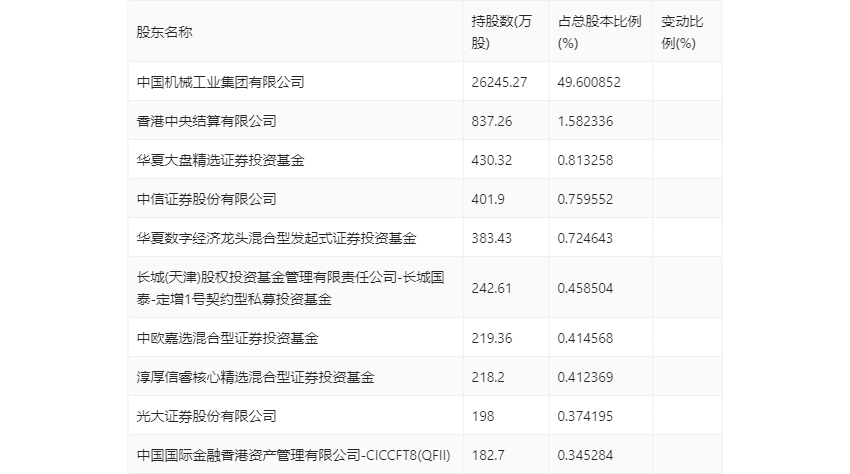 股东名称 持股数(万 占总股本比例 变动比
股) (%) 例(%)
中国机械工业集团有限公司 26245.27 49.600852
香港中央结算有限公司 837.26 1.582336
华夏大盘精选证券投资基金 430.32 0.813258
中信证券股份有限公司 401.9 0.759552
华夏数字经济龙头混合型发起式证券投资基金 383.43 0.724643
长城(天津)股权投资基金管理有限责任公司-长城国
泰-定增1号契约型私募投资基金 242.61 0.458504
中欧嘉选混合型证券投资基金 219.36 0.414568
淳厚信睿核心精选混合型证券投资基金 218.2 0.412369
光大证券股份有限公司 198 0.374195
中国国际金融香港资产管理有限公司-CICCFT8(QFII) 182.7 0.345284